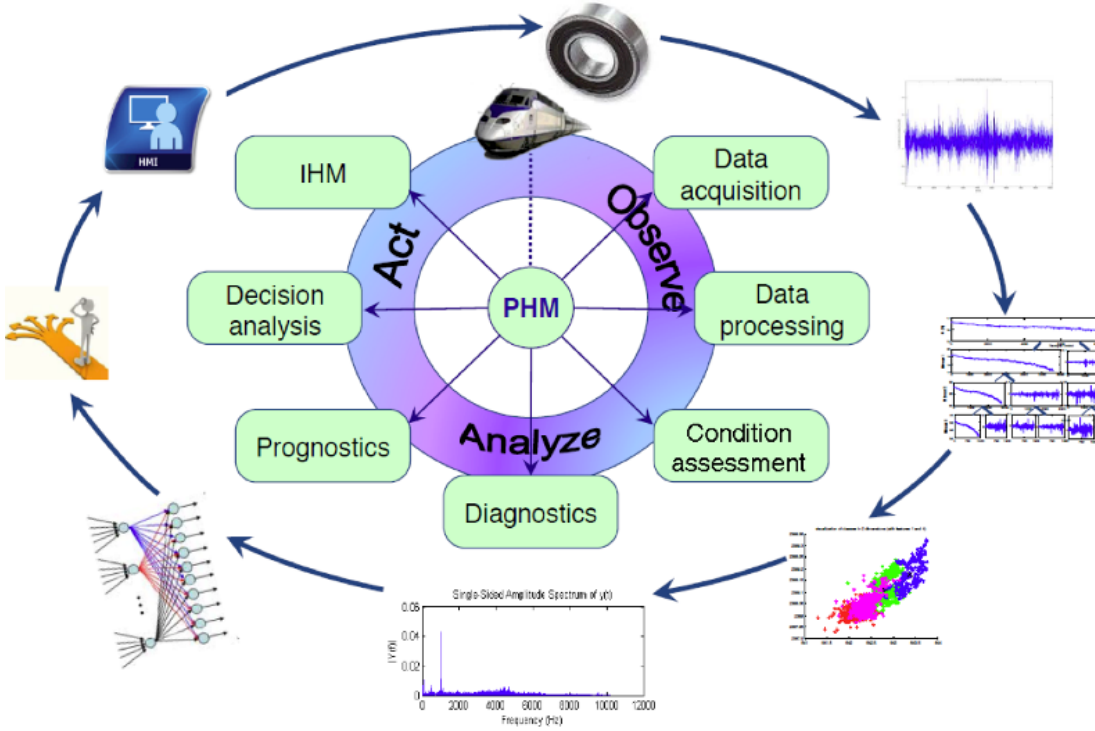 HMI
IHM
Data
acquisition
Act
Observe
Decision
analysis
PHM
Data
processing
Prognostics
Analyze
Condition
assessment
Diagnostics
Single-Sided Amplitude Spectrum of y(t)
|Y(f)|
0.06
0.04
0.02
0
0
2000
4000
6000
8000
10000
12000
Frequency (Hz)